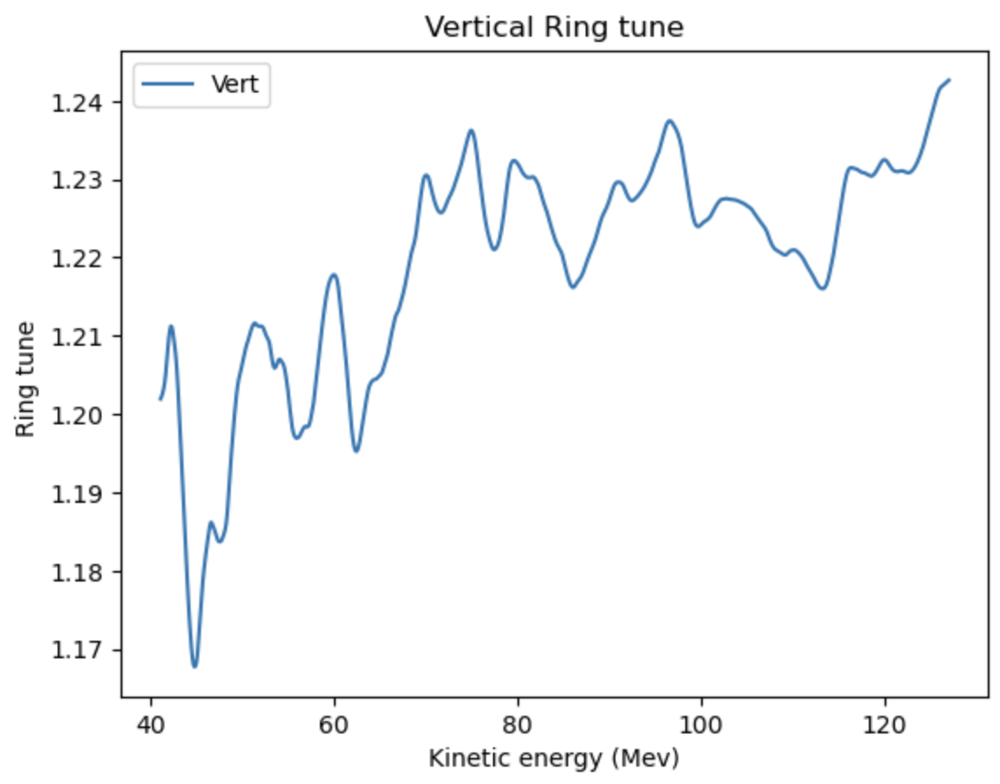 Vertical Ring tune
Vert
1.24
1.23
1.22
1.21
1.20
1.19
1.18
1.17
Ring tune
40 60 80 100 120
Kinetic energy (Mev)